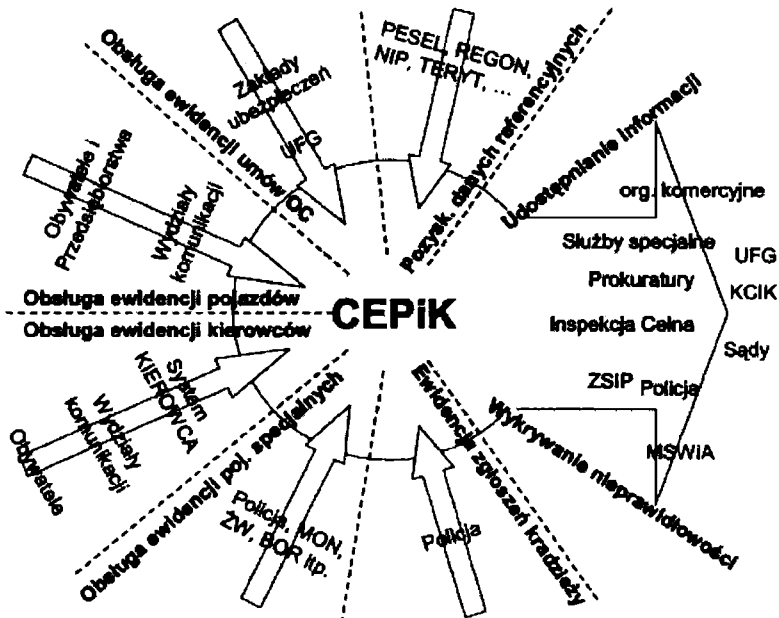 Obsługa ewidencji umów OC
Zakłady
ubezpieczeń
UFG
PESEL, REGON,
NIP, TERYT, ...
Pozysk. danych referencyjnych
Udostępnianie informacji
Obywatele i
Przedsiębiorstwa
Wydziały
komunikacji
Obsługa ewidencji pojazdów
Obsługa ewidencji kierowców
CEPiK
org. komercyjne
Służby specjalne
Prokuratury
Inspekcja Celna
ZSIP
Policja
MSWiA
UFG
KCIK
Sądy
Obywatele
Wydziały
komunikacji
System
KIEROWCA
Obsługa ewidencji poj. specjalnych
Policja, MON,
ŻW, BOR itp.
Policja
Ewidencja zgłoszeń kradzieży
Wykrywanie nieprawidłowości